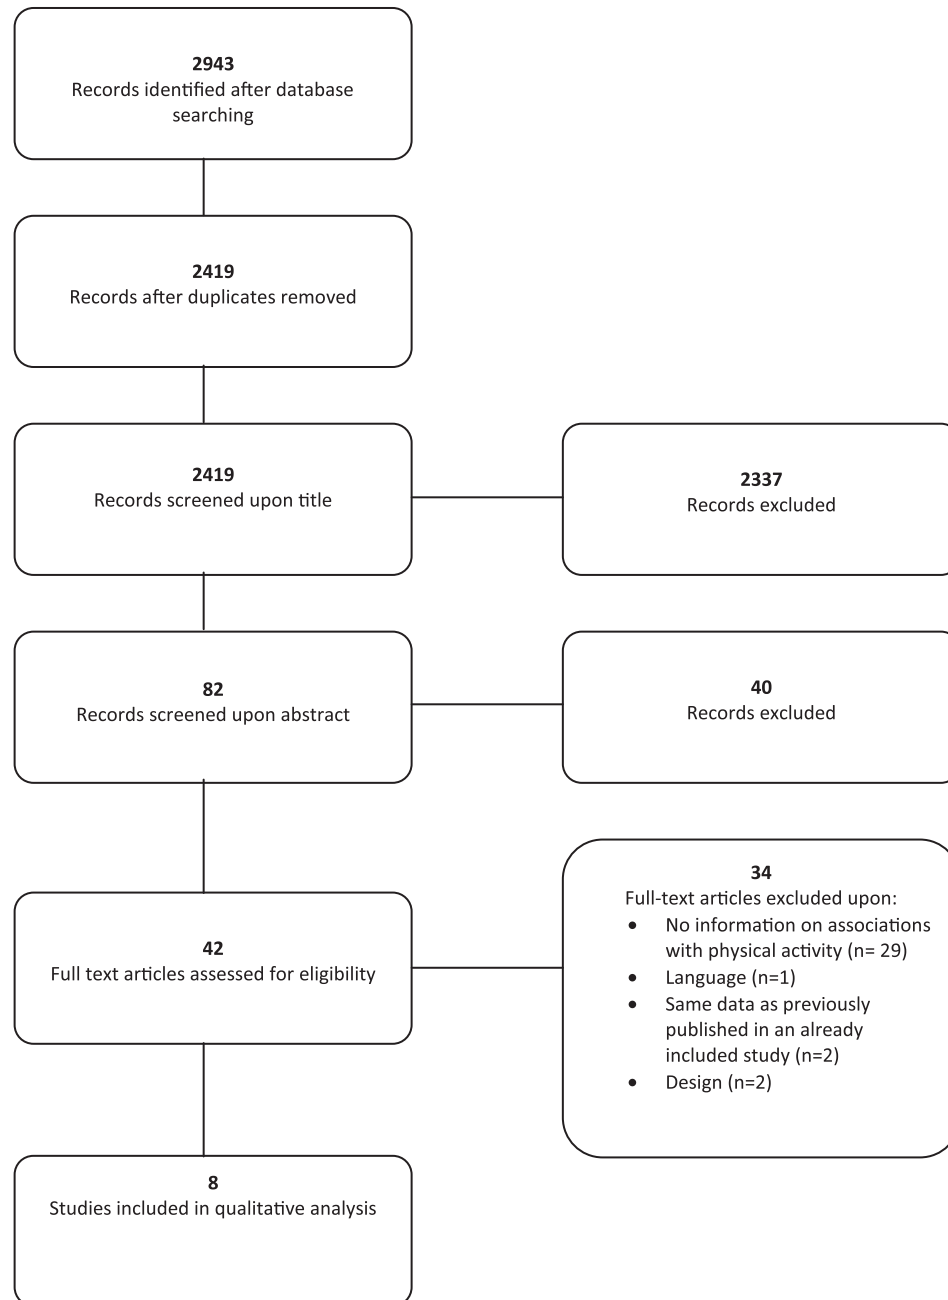 2943
Records identified after database
searching
2419
Records after duplicates removed
2419
Records screened upon title
2337
Records excluded
82
Records screened upon abstract
40
Records excluded
42
Full text articles assessed for eligibility
34
Full-text articles excluded upon:
• No information on associations
with physical activity (n= 29)
• Language (n=1)
• Same data as previously
published in an already
included study (n=2)
• Design (n=2)
8
Studies included in qualitative analysis